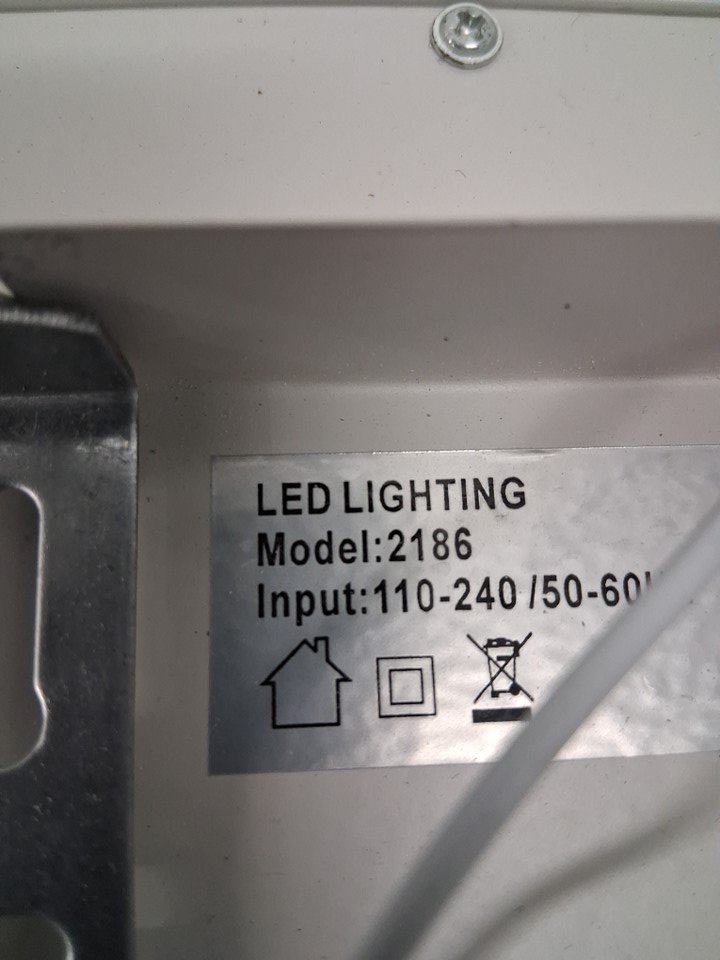 LED LIGHTING
Model:2186
Input:110-240 /50-60